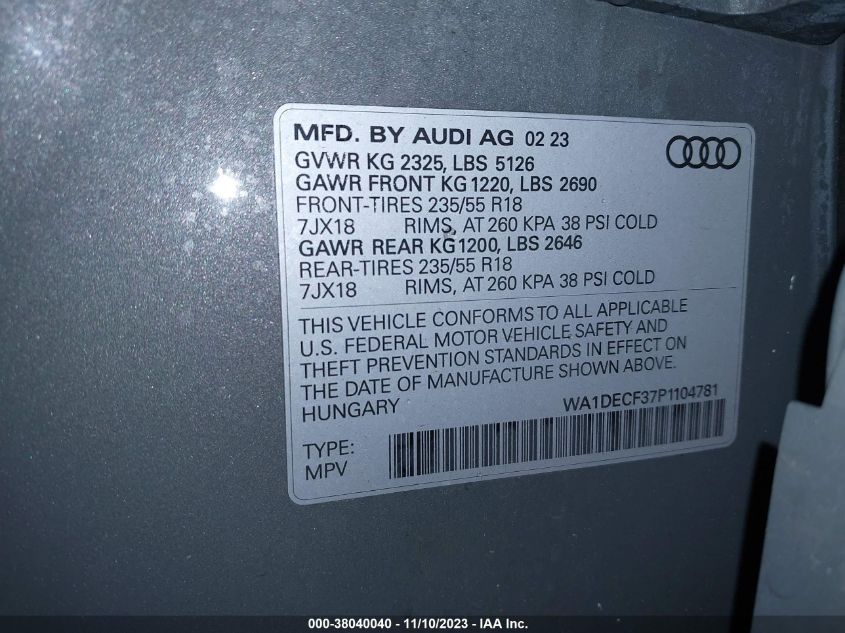 MFD. BY AUDI AG 02 23
GVWR KG 2325, LBS 5126
GAWR FRONT KG 1220, LBS 2690
FRONT-TIRES 235/55 R18
7JX18 RIMS, AT 260 KPA 38 PSI COLD
GAWR REAR KG 1200, LBS 2646
REAR-TIRES 235/55 R18
7JX18 RIMS, AT 260 KPA 38 PSI COLD
THIS VEHICLE CONFORMS TO ALL APPLICABLE
U.S. FEDERAL MOTOR VEHICLE SAFETY AND
THEFT PREVENTION STANDARDS IN EFFECT ON
THE DATE OF MANUFACTURE SHOWN ABOVE.
HUNGARY WA1DECF37P1104781
TYPE:
MPV
000-38040040 - 11/10/2023 - IAA Inc.